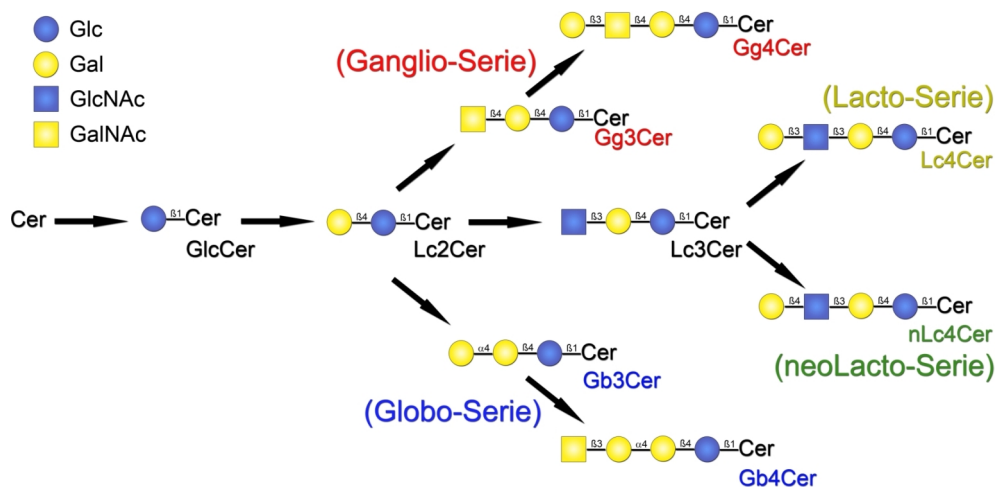 Glc
Gal
GlcNAc
GalNAc
(Ganglio-Serie)
ß3 ß4 ß4 ß1 Cer
Gg4Cer
ß4 ß4 ß1 Cer
Gg3Cer
(Lacto-Serie)
ß3 ß3 ß4 ß1 Cer
Lc4Cer
Cer
ß1 Cer
GlcCer
ß4 ß1 Cer
Lc2Cer
ß3 ß4 ß1 Cer
Lc3Cer
ß4 ß3 ß4 ß1 Cer
nLc4Cer
(neoLacto-Serie)
α4 ß4 ß1 Cer
Gb3Cer
(Globo-Serie)
ß3 α4 ß4 ß1 Cer
Gb4Cer